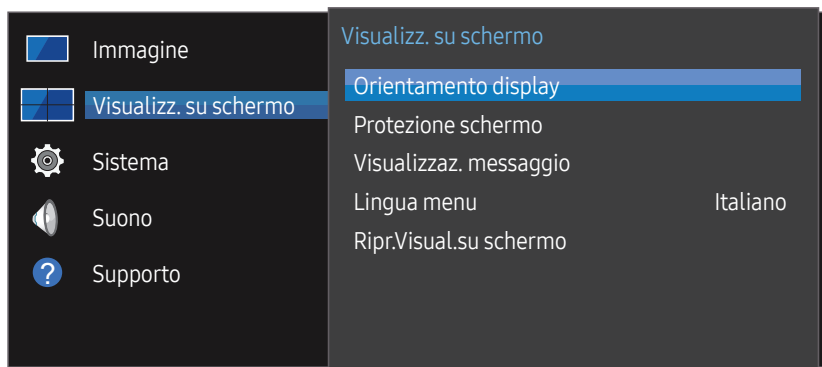 Immagine
Visualizz. su schermo
Sistema
Suono
?
Supporto
Visualizz. su schermo
Orientamento display
Protezione schermo
Visualizzaz. messaggio
Lingua menu Italiano
Ripr.Visual.su schermo